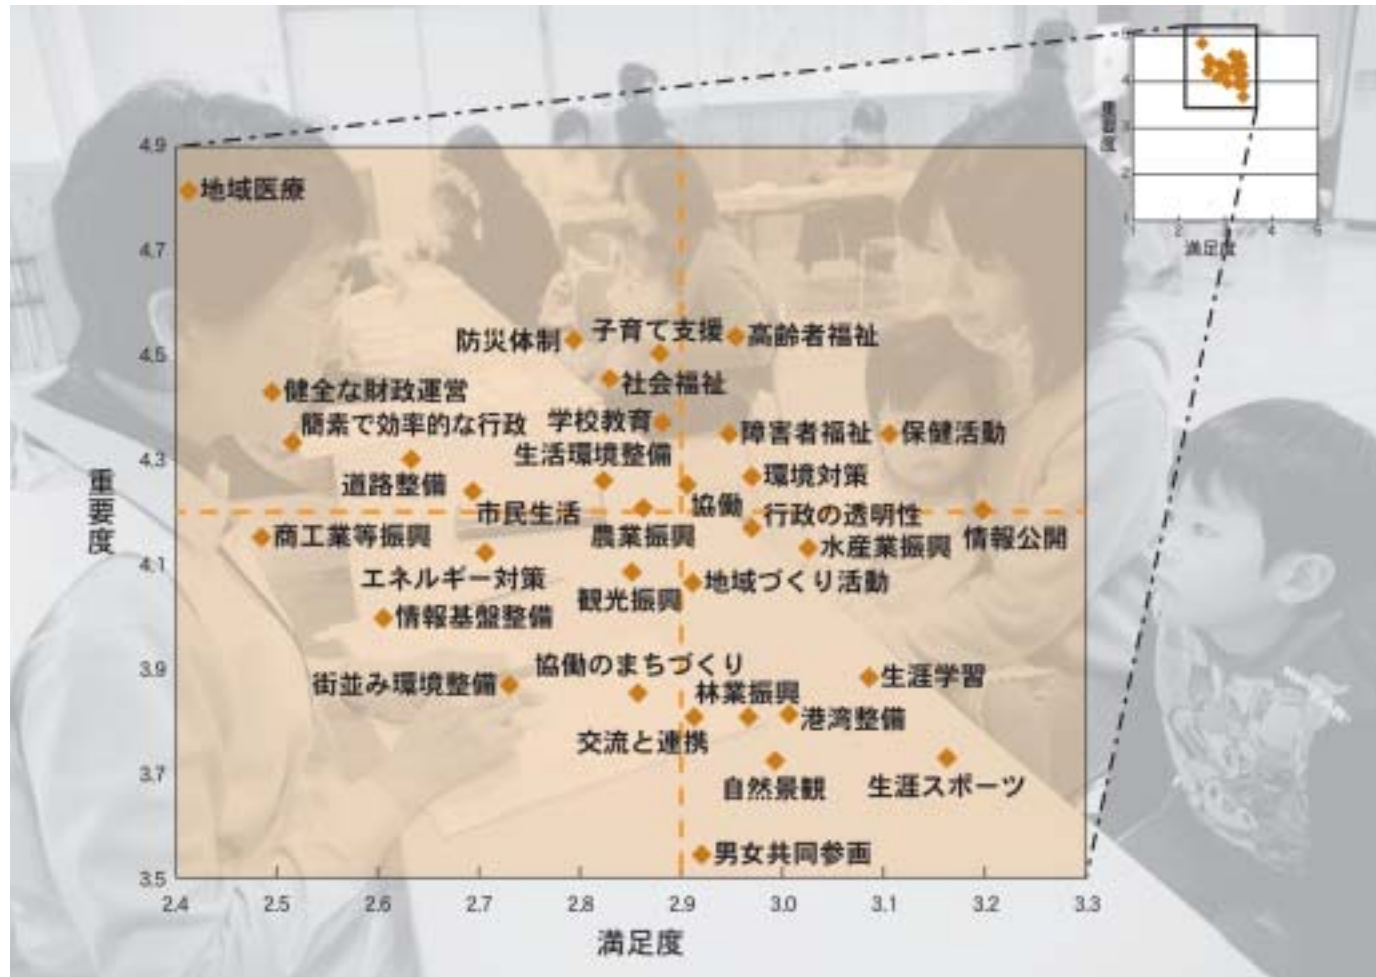 5
4
3
2
1
重要度
1
2
3
4
5
満足度
4.9
地域医療
4.7
防災体制
子育て支援
高齢者福祉
4.5
社会福祉
健全な財政運営
簡素で効率的な行政
学校教育
障害者福祉
保健活動
4.3
生活環境整備
道路整備
環境対策
市民生活
協働
行政の透明性
重要度
商工業等振興
農業振興
水産業振興
情報公開
4.1
エネルギー対策
観光振興
地域づくり活動
情報基盤整備
3.9
協働のまちづくり
街並み環境整備
林業振興
生涯学習
港湾整備
交流と連携
3.7
自然景観
生涯スポーツ
男女共同参画
3.5
2.4
2.5
2.6
2.7
2.8
2.9
3.0
3.1
3.2
3.3
満足度